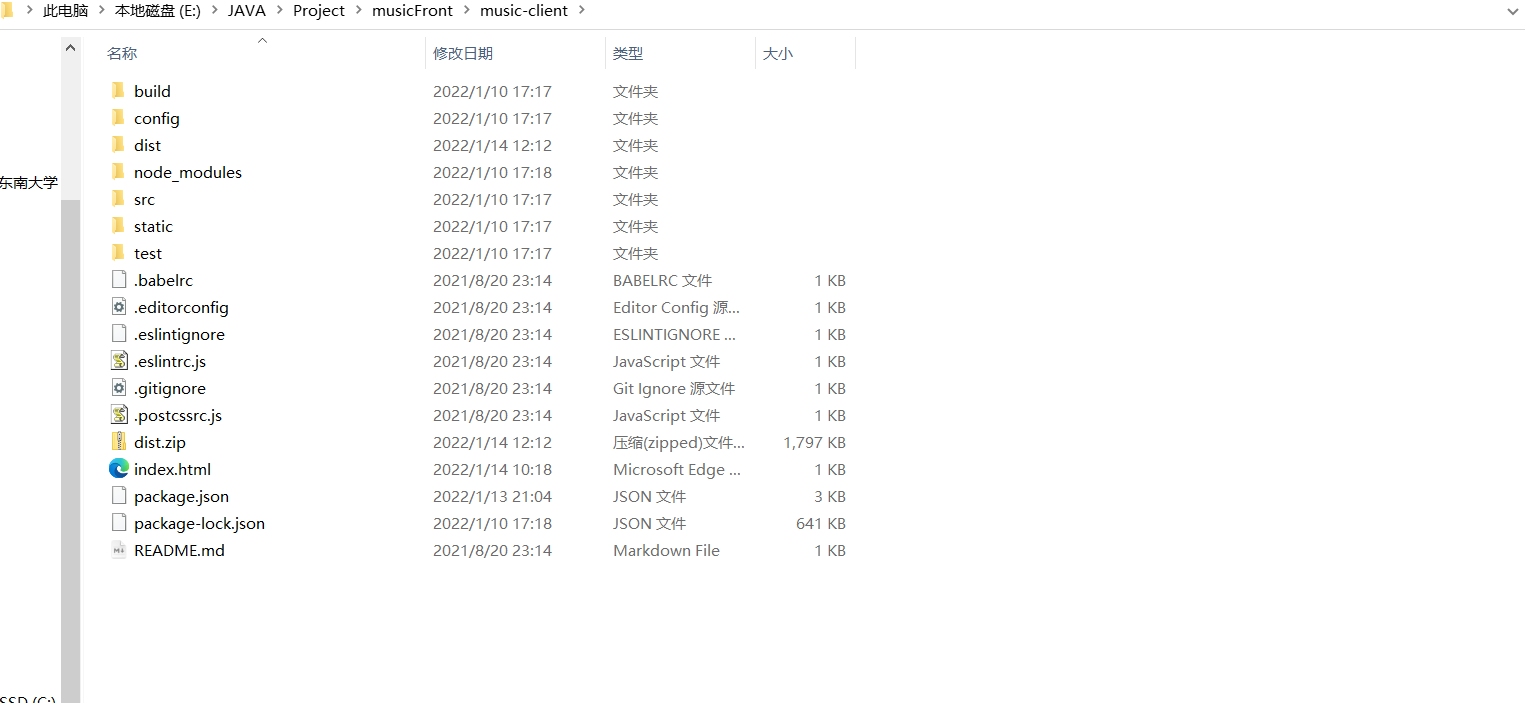 此电脑 > 本地磁盘 (E:) > JAVA > Project > musicFront > music-client >
名称 修改日期 类型 大小
build 2022/1/10 17:17 文件夹
config 2022/1/10 17:17 文件夹
dist 2022/1/14 12:12 文件夹
node_modules 2022/1/10 17:18 文件夹
东南大学
src 2022/1/10 17:17 文件夹
static 2022/1/10 17:17 文件夹
test 2022/1/10 17:17 文件夹
.babelrc 2021/8/20 23:14 BABELRC 文件 1 KB
.editorconfig 2021/8/20 23:14 Editor Config 源... 1 KB
.eslintignore 2021/8/20 23:14 ESLINTIGNORE ... 1 KB
.eslintrc.js 2021/8/20 23:14 JavaScript 文件 1 KB
.gitignore 2021/8/20 23:14 Git Ignore 源文件 1 KB
.postcssrc.js 2021/8/20 23:14 JavaScript 文件 1 KB
dist.zip 2022/1/14 12:12 压缩(zipped)文件... 1,797 KB
index.html 2022/1/14 10:18 Microsoft Edge ... 1 KB
package.json 2022/1/13 21:04 JSON 文件 3 KB
package-lock.json 2022/1/10 17:18 JSON 文件 641 KB
README.md 2021/8/20 23:14 Markdown File 1 KB
SSD (C:)